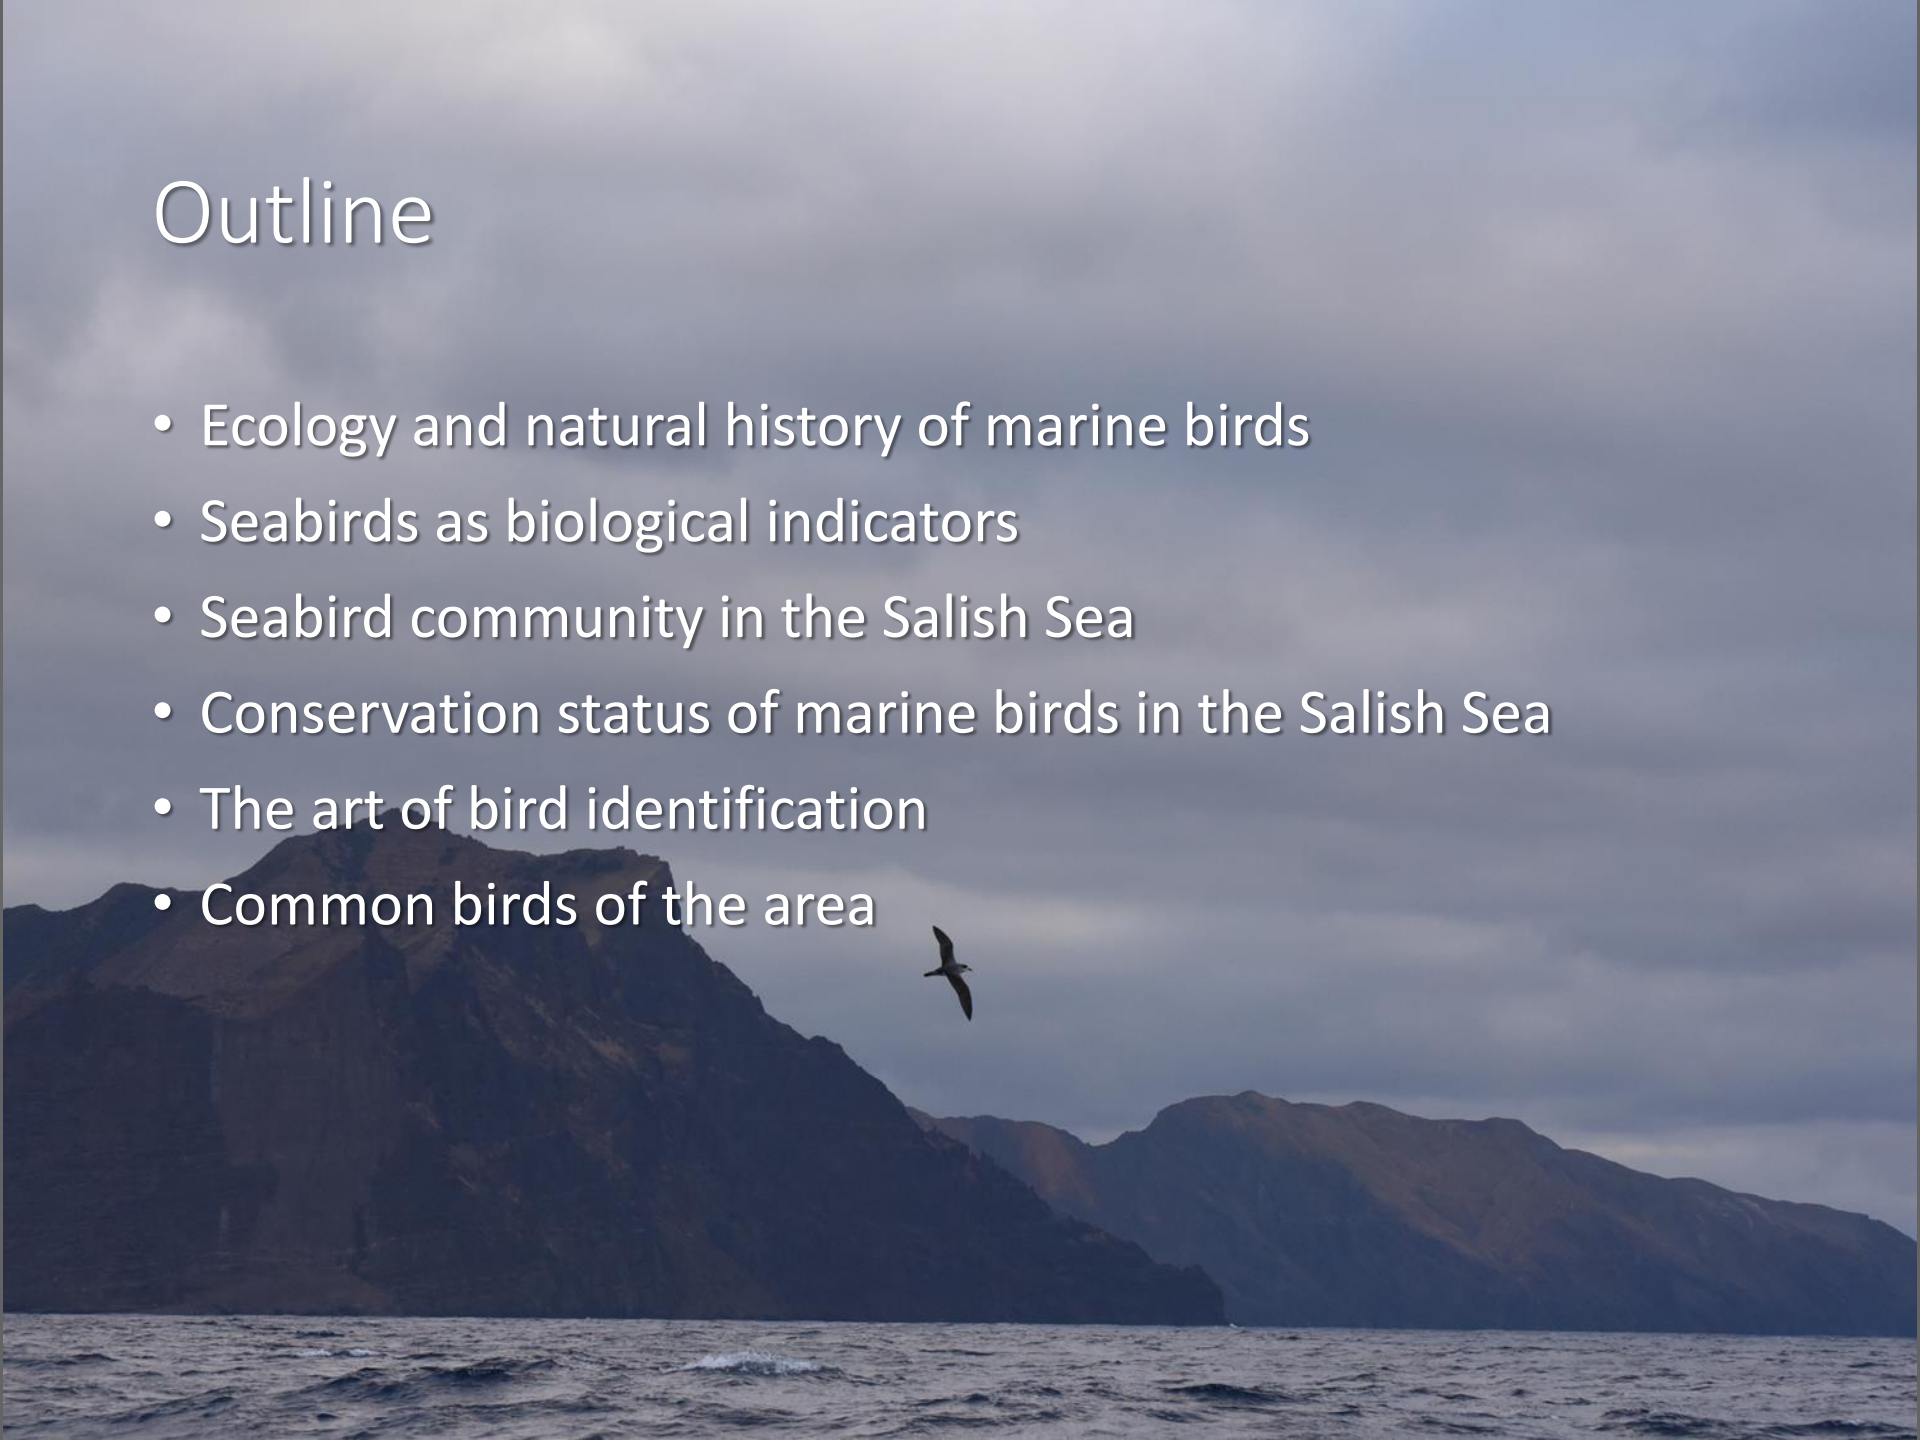 Outline
• Ecology and natural history of marine birds
• Seabirds as biological indicators
• Seabird community in the Salish Sea
• Conservation status of marine birds in the Salish Sea
• The art of bird identification
• Common birds of the area